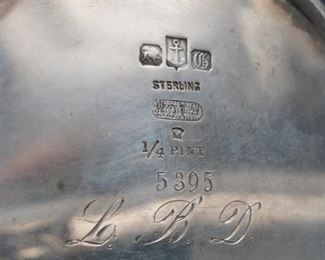 G
STERLING
1/4 PINT
5395
L. B. D.